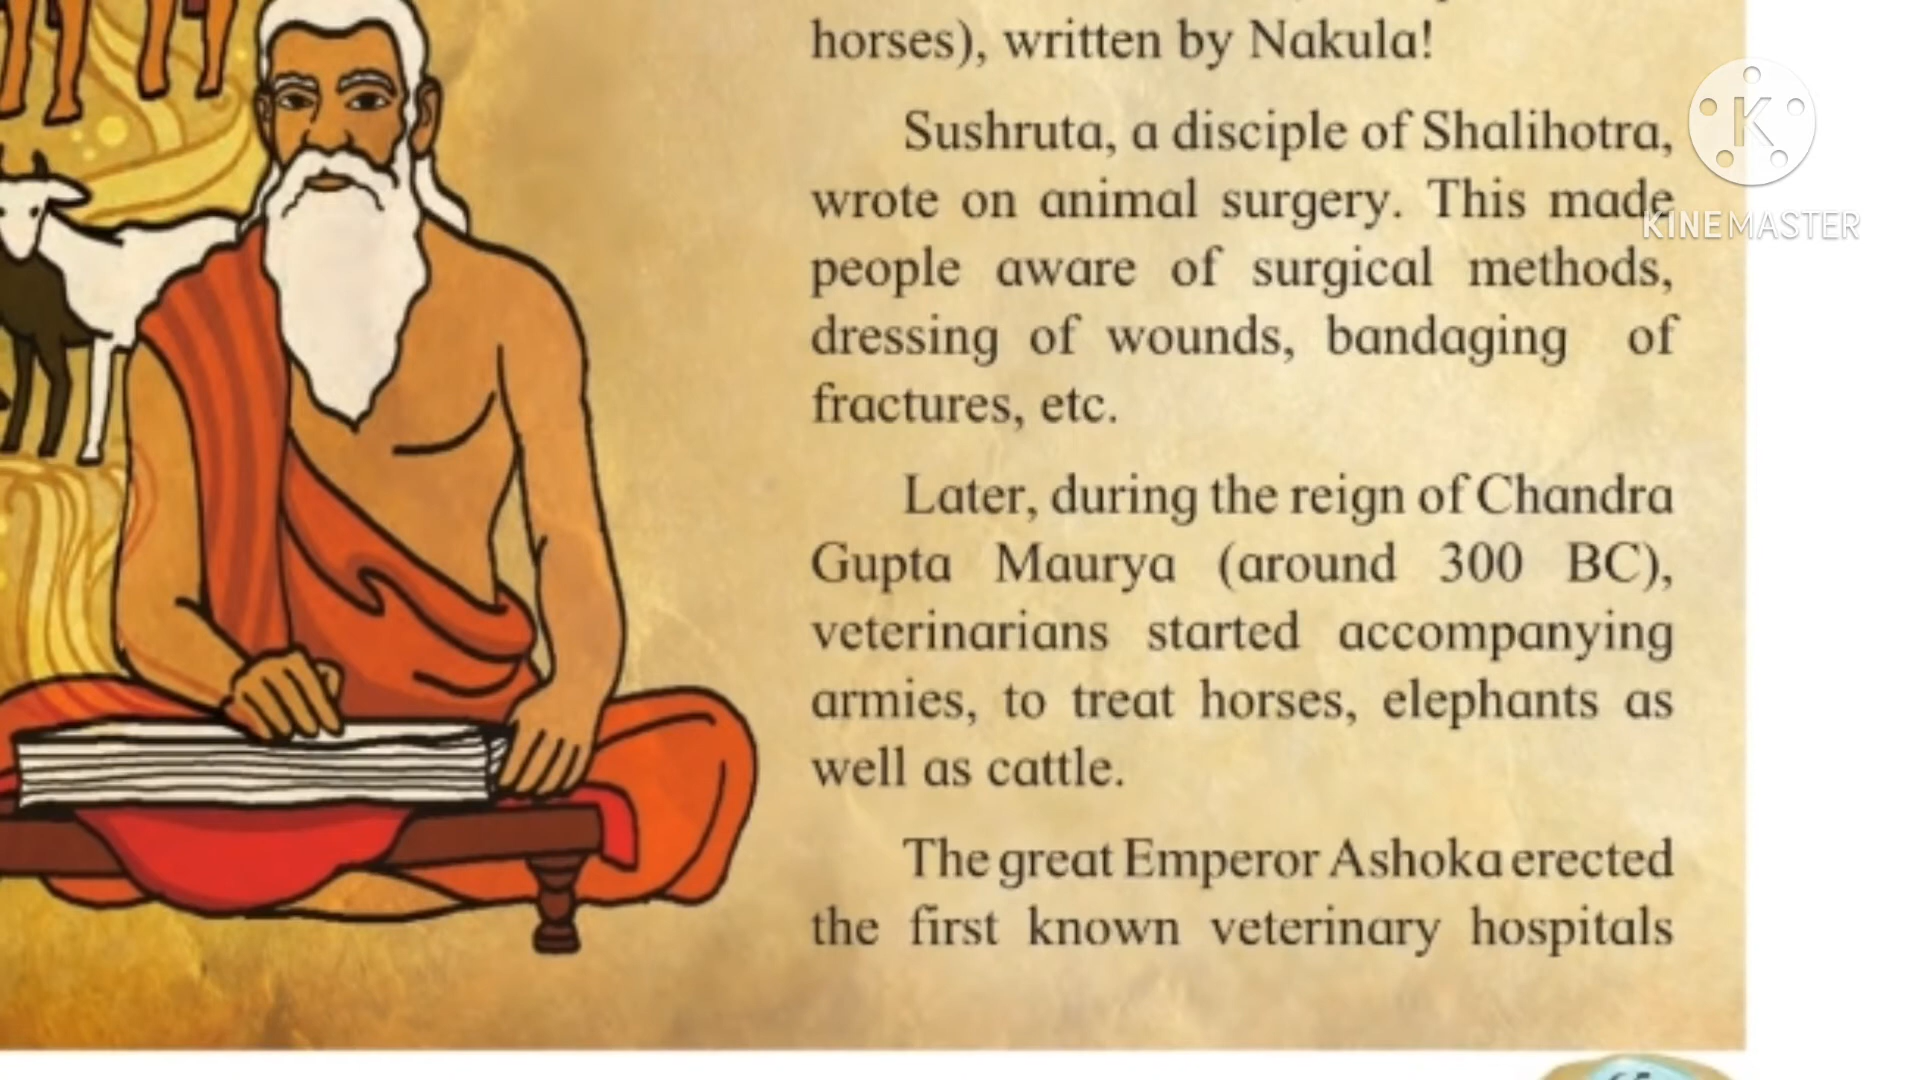 horses), written by Nakula!
Sushruta, a disciple of Shalihotra,
wrote on animal surgery. This made
people aware of surgical methods,
dressing of wounds, bandaging of
fractures, etc.
Later, during the reign of Chandra
Gupta Maurya (around 300 BC),
veterinarians started accompanying
armies, to treat horses, elephants as
well as cattle.
The great Emperor Ashoka erected
the first known veterinary hospitals
K
KINEMASTER